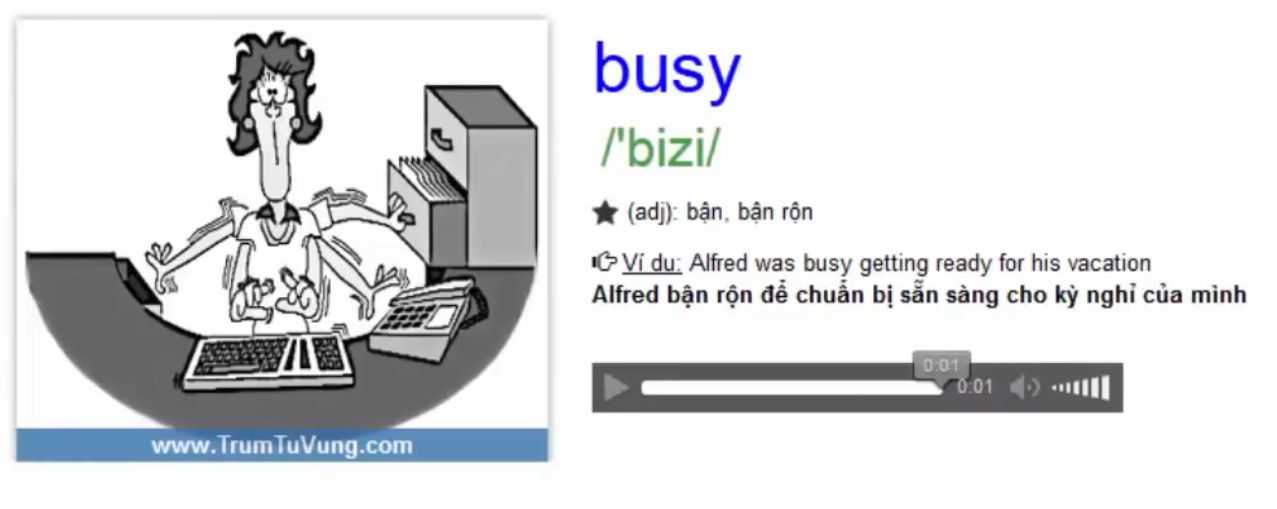 busy
/'bizi/
★ (adj): bận, bận rộn
Ví dụ: Alfred was busy getting ready for his vacation
Alfred bận rộn để chuẩn bị sẵn sàng cho kỳ nghỉ của mình
0:01
0:01
www.TrumTuVung.com